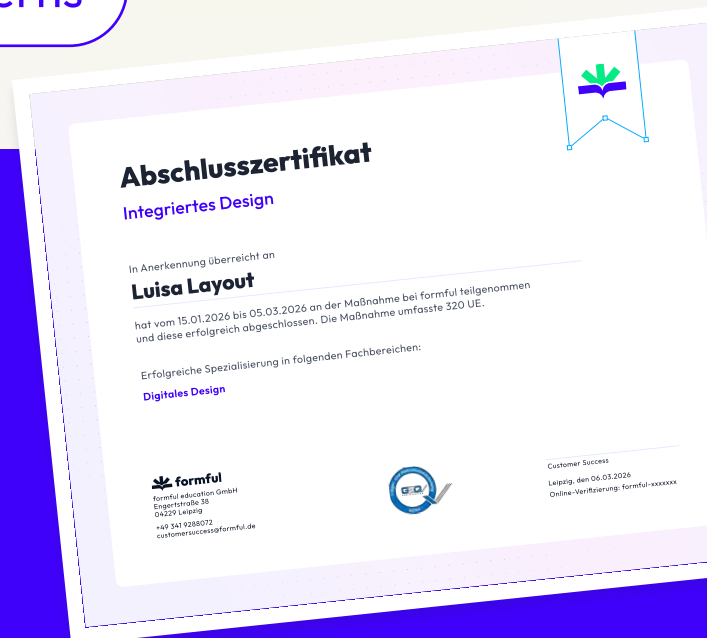 Abschlusszertifikat
Integriertes Design
In Anerkennung überreicht an
Luisa Layout
hat vom 15.01.2026 bis 05.03.2026 an der Maßnahme bei formful teilgenommen
und diese erfolgreich abgeschlossen. Die Maßnahme umfasste 320 UE.
Erfolgreiche Spezialisierung in folgenden Fachbereichen:
Digitales Design
formful
formful education GmbH
Engertstraße 38
04229 Leipzig
+49 341 9288072
customersuccess@formful.de
Customer Success
Leipzig, den 06.03.2026
Online-Verifizierung: formful-xxxxxxx